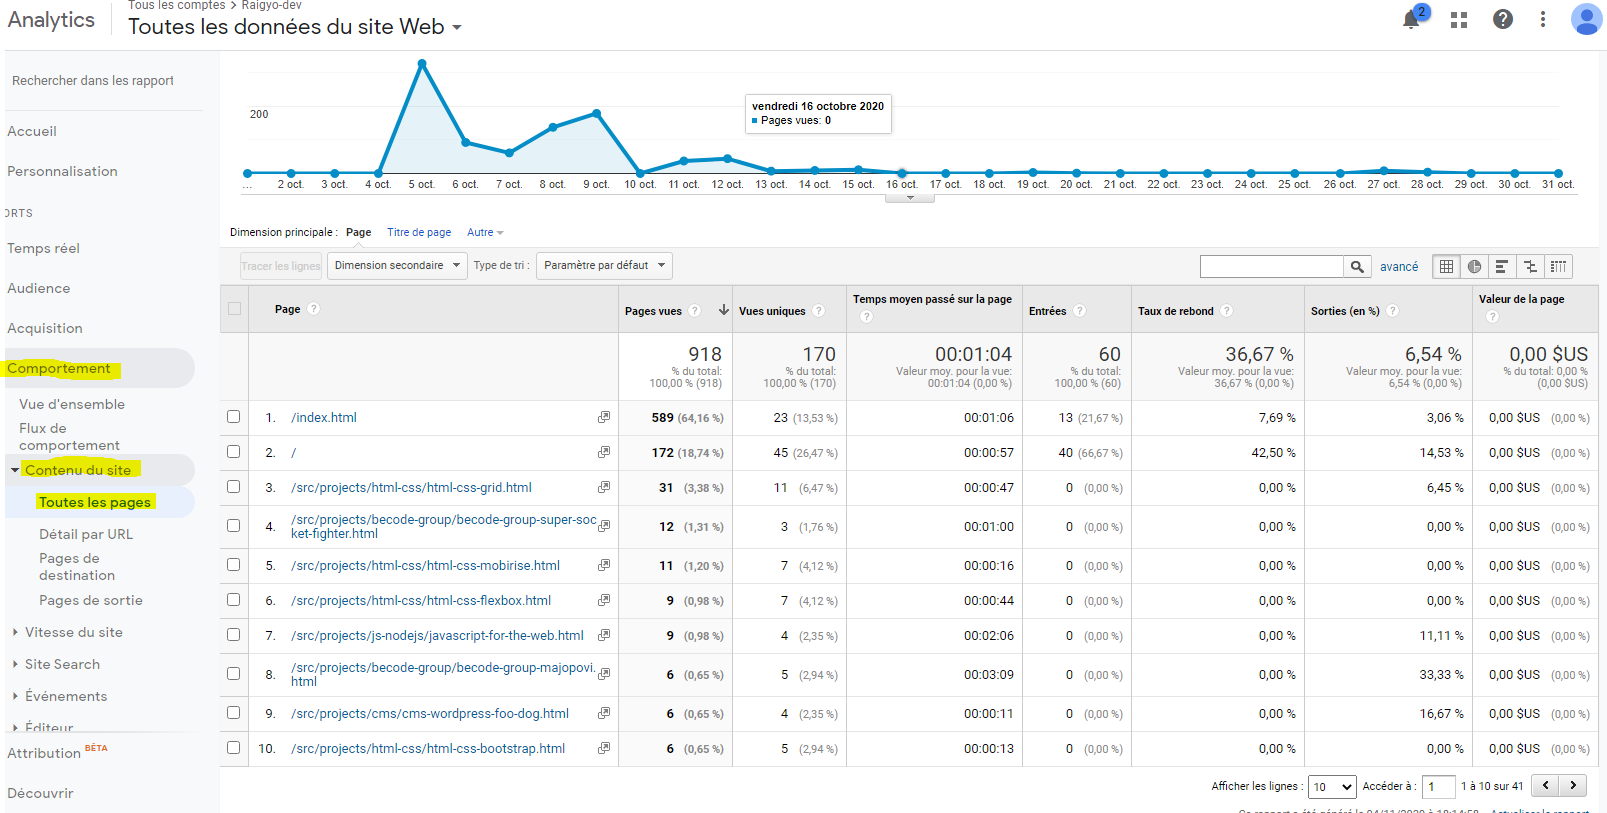 Analytics
Tous les comptes > Raigyo-dev
Toutes les données du site Web
2
Rechercher dans les rapport
Accueil
Personnalisation
ORTS
Temps réel
Audience
Acquisition
Comportement
Vue d'ensemble
Flux de
comportement
Contenu du site
Toutes les pages
Détail par URL
Pages de
destination
Pages de sortie
Vitesse du site
Site Search
Événements
Éditeur
Attribution BÊTA
Découvrir
200
vendredi 16 octobre 2020
Pages vues: 0
... 2 oct. 3 oct. 4 oct. 5 oct. 6 oct. 7 oct. 8 oct. 9 oct. 10 oct. 11 oct. 12 oct. 13 oct. 14 oct. 15 oct. 16 oct. 17 oct. 18 oct. 19 oct. 20 oct. 21 oct. 22 oct. 23 oct. 24 oct. 25 oct. 26 oct. 27 oct. 28 oct. 29 oct. 30 oct. 31 oct.
Dimension principale : Page Titre de page Autre
Tracer les lignes Dimension secondaire Type de tri : Paramètre par défaut avancé
Page ? Pages vues ? Vues uniques ? Temps moyen passé sur la page ? Entrées ? Taux de rebond ? Sorties (en %) ? Valeur de la page ?
918 170 00:01:04 60 36,67 % 6,54 % 0,00 $US
% du total: % du total: Valeur moy. pour la vue: % du total: Valeur moy. pour la vue: Valeur moy. pour la vue: % du total: 0,00 %
100,00 % (918) 100,00 % (170) 00:01:04 (0,00 %) 100,00 % (60) 36,67 % (0,00 %) 6,54 % (0,00 %) (0,00 $US)
1. /index.html 589 (64,16 %) 23 (13,53 %) 00:01:06 13 (21,67 %) 7,69 % 3,06 % 0,00 $US (0,00 %)
2. / 172 (18,74 %) 45 (26,47 %) 00:00:57 40 (66,67 %) 42,50 % 14,53 % 0,00 $US (0,00 %)
3. /src/projects/html-css/html-css-grid.html 31 (3,38 %) 11 (6,47 %) 00:00:47 0 (0,00 %) 0,00 % 6,45 % 0,00 $US (0,00 %)
4. /src/projects/becode-group/becode-group-super-soc
ket-fighter.html 12 (1,31 %) 3 (1,76 %) 00:01:00 0 (0,00 %) 0,00 % 0,00 % 0,00 $US (0,00 %)
5. /src/projects/html-css/html-css-mobirise.html 11 (1,20 %) 7 (4,12 %) 00:00:16 0 (0,00 %) 0,00 % 0,00 % 0,00 $US (0,00 %)
6. /src/projects/html-css/html-css-flexbox.html 9 (0,98 %) 7 (4,12 %) 00:00:44 0 (0,00 %) 0,00 % 0,00 % 0,00 $US (0,00 %)
7. /src/projects/js-nodejs/javascript-for-the-web.html 9 (0,98 %) 4 (2,35 %) 00:02:06 0 (0,00 %) 0,00 % 11,11 % 0,00 $US (0,00 %)
8. /src/projects/becode-group/becode-group-majopovi.
html 6 (0,65 %) 5 (2,94 %) 00:03:09 0 (0,00 %) 0,00 % 33,33 % 0,00 $US (0,00 %)
9. /src/projects/cms/cms-wordpress-foo-dog.html 6 (0,65 %) 4 (2,35 %) 00:00:11 0 (0,00 %) 0,00 % 16,67 % 0,00 $US (0,00 %)
10. /src/projects/html-css/html-css-bootstrap.html 6 (0,65 %) 5 (2,94 %) 00:00:13 0 (0,00 %) 0,00 % 0,00 % 0,00 $US (0,00 %)
Afficher les lignes : 10 Accéder à : 1 1 à 10 sur 41